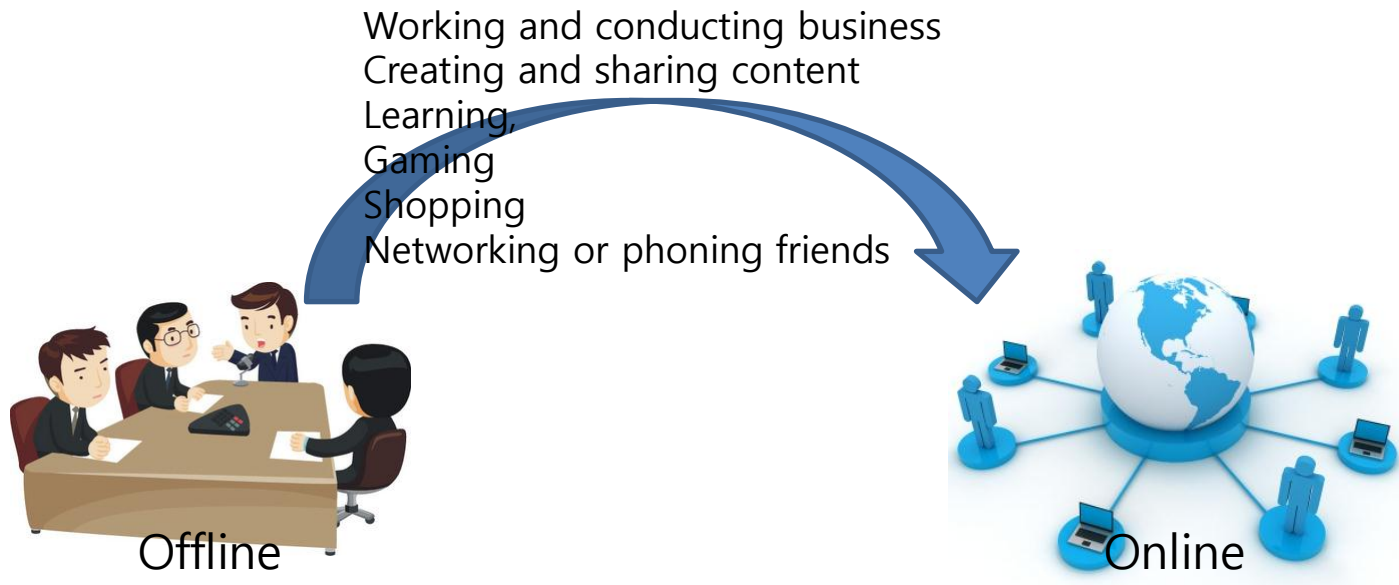 Working and conducting business
Creating and sharing content
Learning,
Gaming
Shopping
Networking or phoning friends
Offline
Online